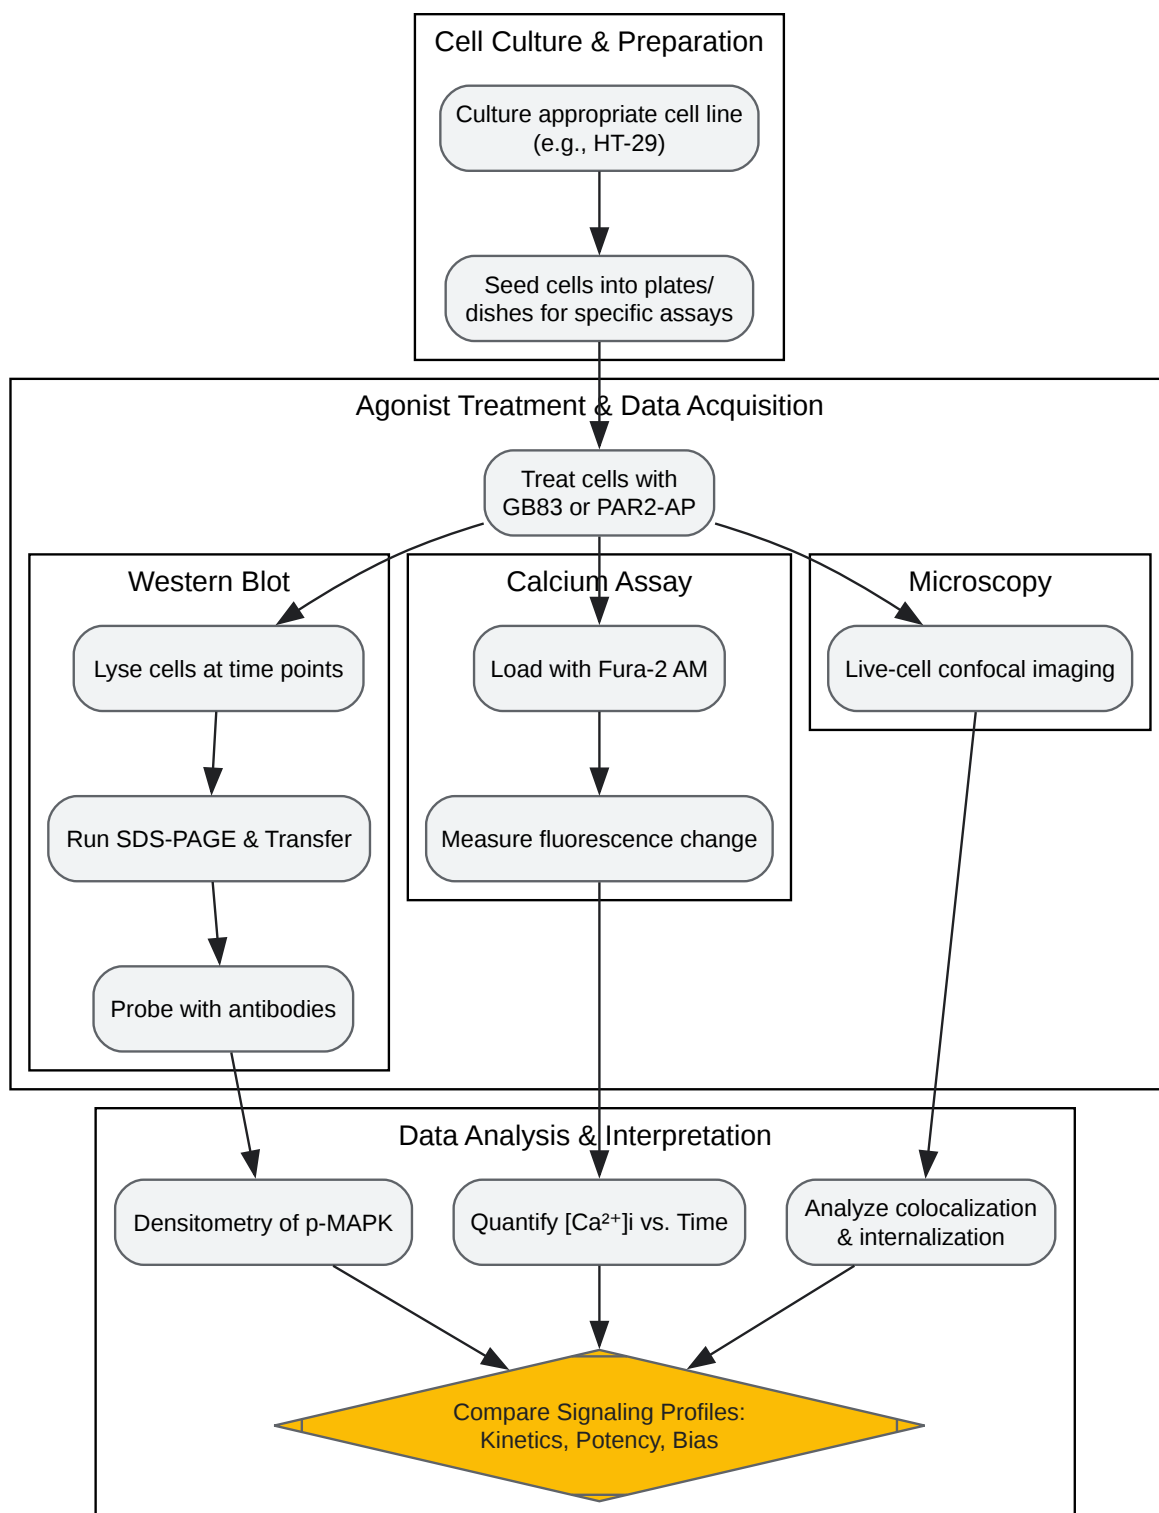 Cell Culture & Preparation
Culture appropriate cell line
(e.g., HT-29)
Seed cells into plates/
dishes for specific assays
Agonist Treatment & Data Acquisition
Treat cells with
GB83 or PAR2-AP
Western Blot
Calcium Assay
Microscopy
Lyse cells at time points
Load with Fura-2 AM
Live-cell confocal imaging
Run SDS-PAGE & Transfer
Measure fluorescence change
Probe with antibodies
Data Analysis & Interpretation
Densitometry of p-MAPK
Quantify [Ca²⁺]i vs. Time
Analyze colocalization
& internalization
Compare Signaling Profiles:
Kinetics, Potency, Bias